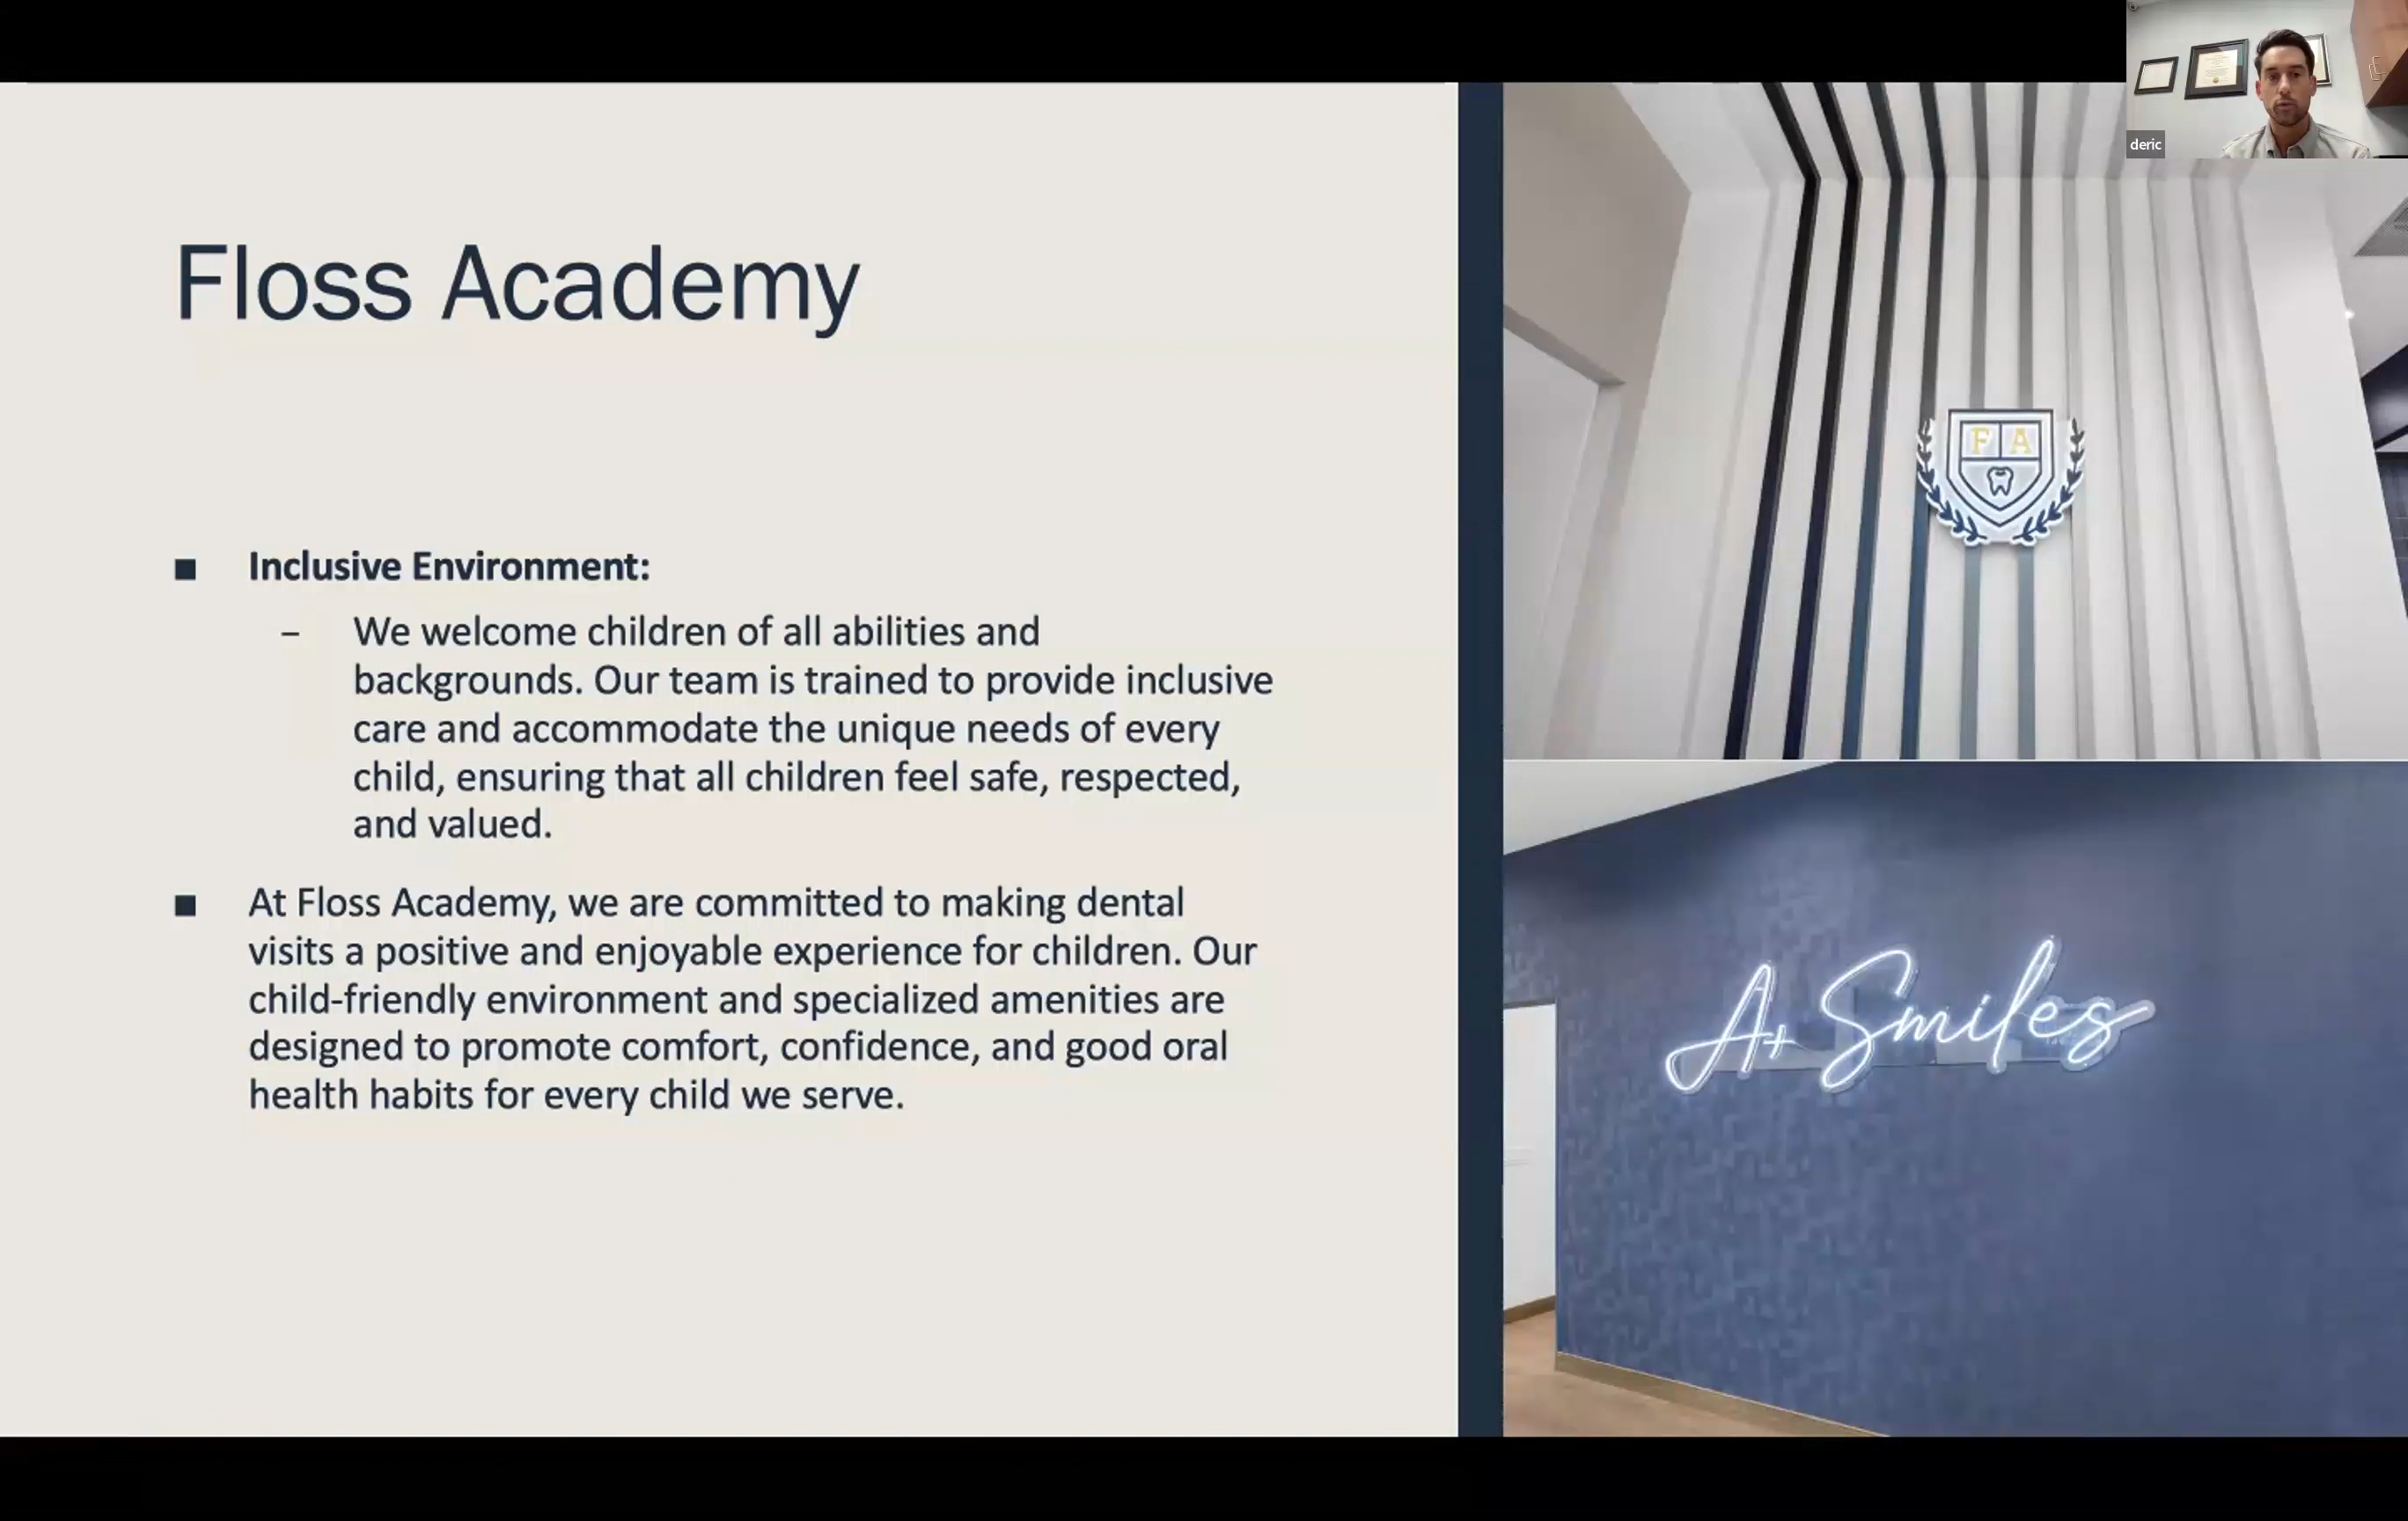 deric
Floss Academy
■ Inclusive Environment:
– We welcome children of all abilities and
backgrounds. Our team is trained to provide inclusive
care and accommodate the unique needs of every
child, ensuring that all children feel safe, respected,
and valued.
■ At Floss Academy, we are committed to making dental
visits a positive and enjoyable experience for children. Our
child-friendly environment and specialized amenities are
designed to promote comfort, confidence, and good oral
health habits for every child we serve.
F A
A+ Smiles